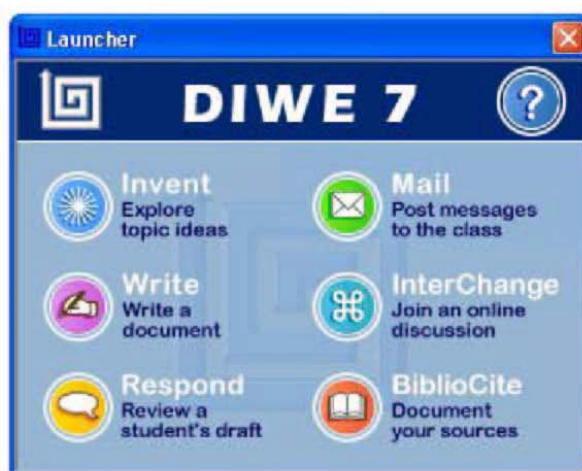 Launcher
DIWE 7
?
Invent
Explore
topic ideas
Mail
Post messages
to the class
Write
Write a
document
InterChange
Join an online
discussion
Respond
Review a
student's draft
BiblioCite
Document
your sources